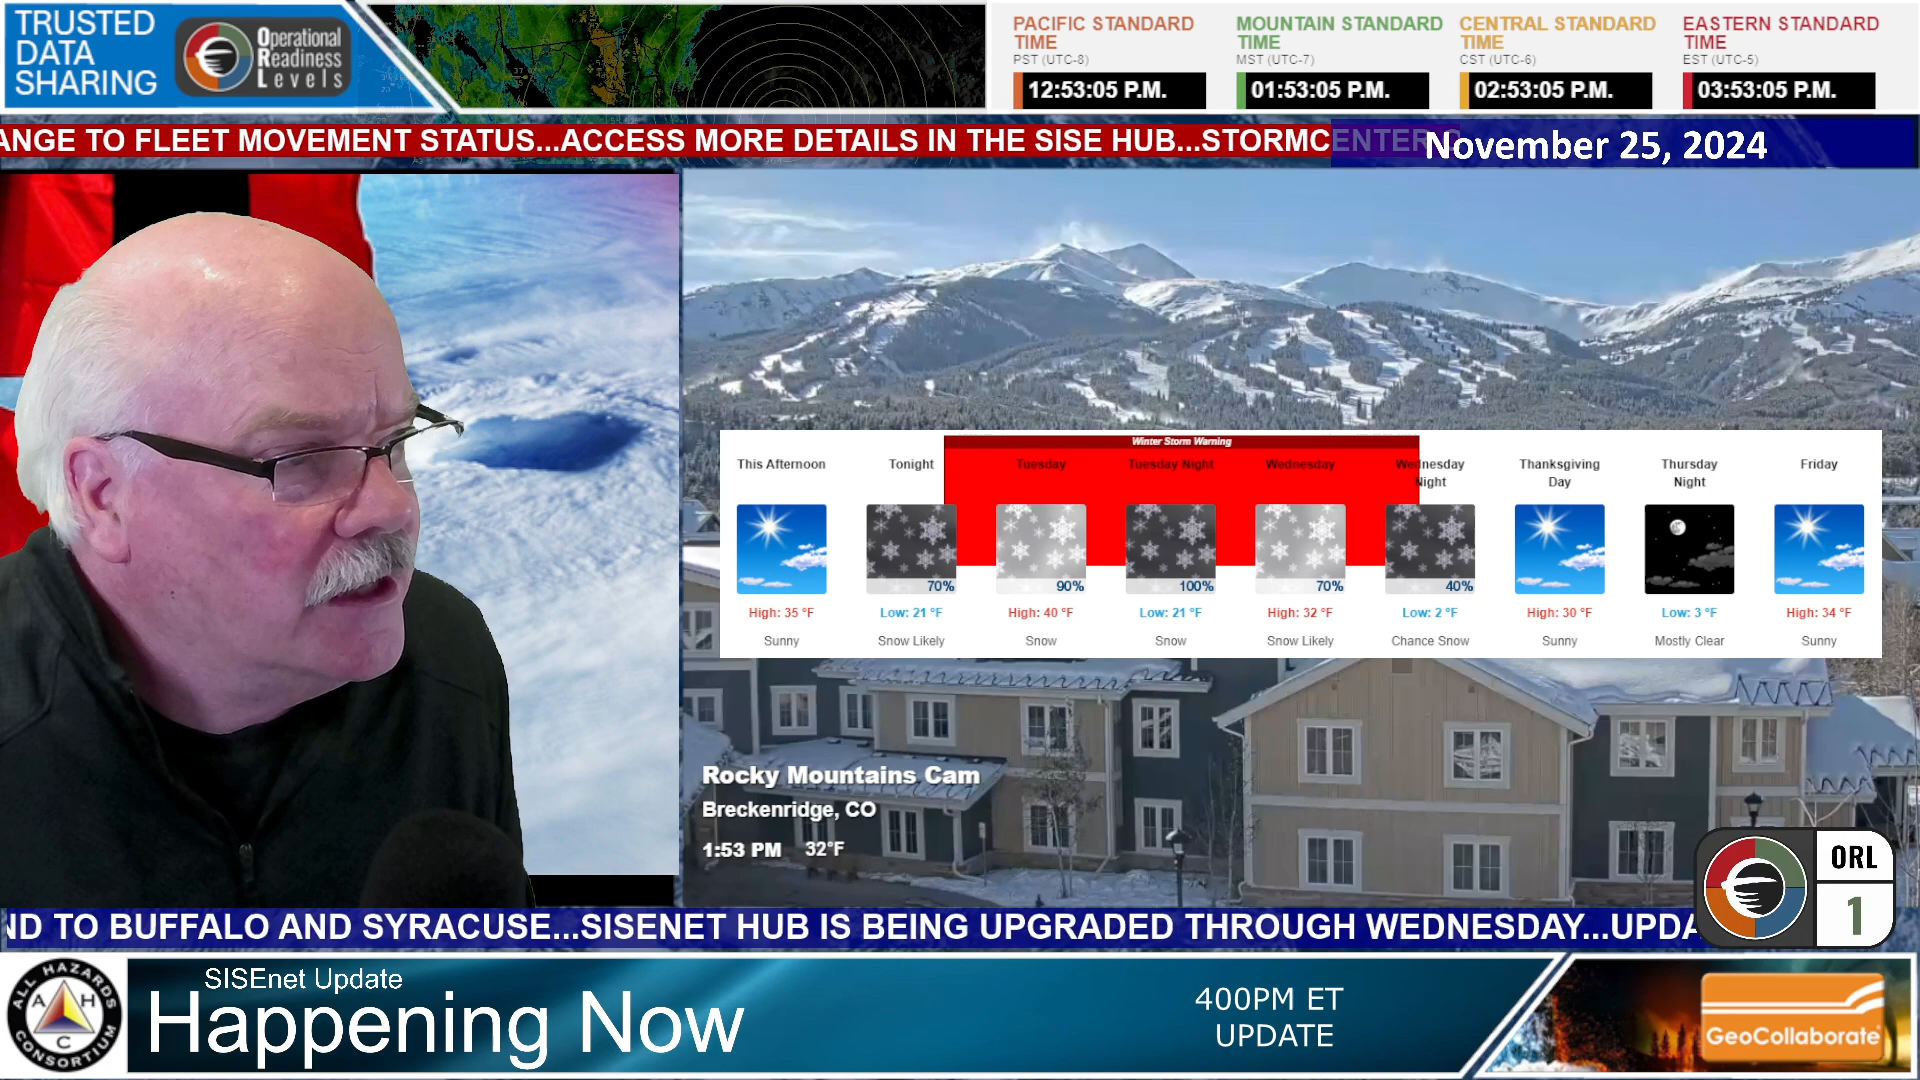 TRUSTED
DATA
SHARING
Operational
Readiness
Levels
PACIFIC STANDARD
TIME
PST (UTC-8)
12:53:05 P.M.
MOUNTAIN STANDARD
TIME
MST (UTC-7)
01:53:05 P.M.
CENTRAL STANDARD
TIME
CST (UTC-6)
02:53:05 P.M.
EASTERN STANDARD
TIME
EST (UTC-5)
03:53:05 P.M.
ANGE TO FLEET MOVEMENT STATUS...ACCESS MORE DETAILS IN THE SISE HUB...STORMCENTER
November 25, 2024
Winter Storm Warning
This Afternoon
Tonight
Tuesday
Tuesday Night
Wednesday
Wednesday
Night
Thanksgiving
Day
Thursday
Night
Friday
70%
90%
100%
70%
40%
High: 35 °F
Low: 21 °F
High: 40 °F
Low: 21 °F
High: 32 °F
Low: 2 °F
High: 30 °F
Low: 3 °F
High: 34 °F
Sunny
Snow Likely
Snow
Snow
Snow Likely
Chance Snow
Sunny
Mostly Clear
Sunny
Rocky Mountains Cam
Breckenridge, CO
1:53 PM 32°F
ORL
1
ND TO BUFFALO AND SYRACUSE...SISENET HUB IS BEING UPGRADED THROUGH WEDNESDAY...UPDA
ALL HAZARDS
A H
C
CONSORTIUM
SISEnet Update
Happening Now
400PM ET
UPDATE
GeoCollaborate